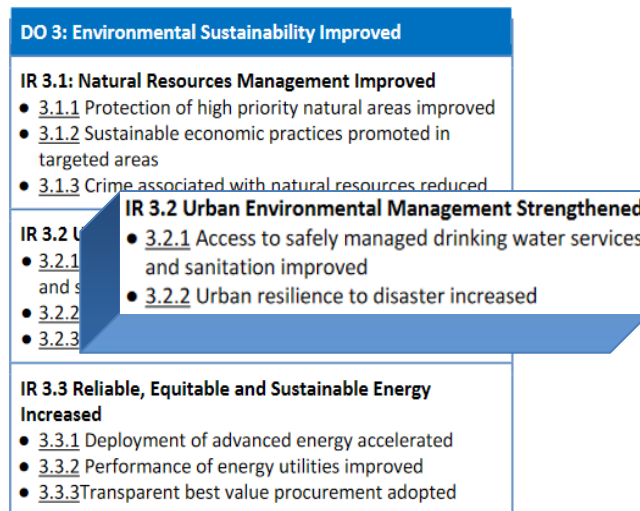 DO 3: Environmental Sustainability Improved
IR 3.1: Natural Resources Management Improved
● 3.1.1 Protection of high priority natural areas improved
● 3.1.2 Sustainable economic practices promoted in
targeted areas
● 3.1.3 Crime associated with natural resources reduced
IR 3.2 Urban Environmental Management Strengthened
● 3.2.1 Access to safely managed drinking water services
and sanitation improved
● 3.2.2 Urban resilience to disaster increased
IR 3.2 U
● 3.2.1
and s
● 3.2.2
● 3.2.3
IR 3.3 Reliable, Equitable and Sustainable Energy
Increased
● 3.3.1 Deployment of advanced energy accelerated
● 3.3.2 Performance of energy utilities improved
● 3.3.3Transparent best value procurement adopted